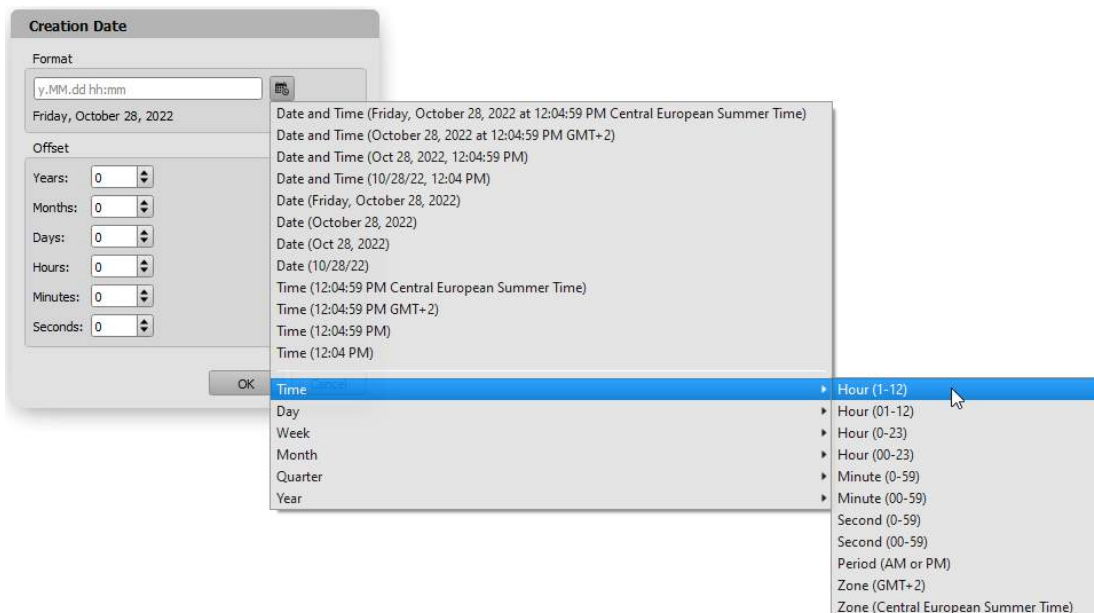 Creation Date
Format
y.MM.dd hh:mm
Friday, October 28, 2022
Offset
Years: 0
Months: 0
Days: 0
Hours: 0
Minutes: 0
Seconds: 0
OK
Cancel
Date and Time (Friday, October 28, 2022 at 12:04:59 PM Central European Summer Time)
Date and Time (October 28, 2022 at 12:04:59 PM GMT+2)
Date and Time (Oct 28, 2022, 12:04:59 PM)
Date and Time (10/28/22, 12:04 PM)
Date (Friday, October 28, 2022)
Date (October 28, 2022)
Date (Oct 28, 2022)
Date (10/28/22)
Time (12:04:59 PM Central European Summer Time)
Time (12:04:59 PM GMT+2)
Time (12:04:59 PM)
Time (12:04 PM)
Time
Day
Week
Month
Quarter
Year
Hour (1-12)
Hour (01-12)
Hour (0-23)
Hour (00-23)
Minute (0-59)
Minute (00-59)
Second (0-59)
Second (00-59)
Period (AM or PM)
Zone (GMT+2)
Zone (Central European Summer Time)